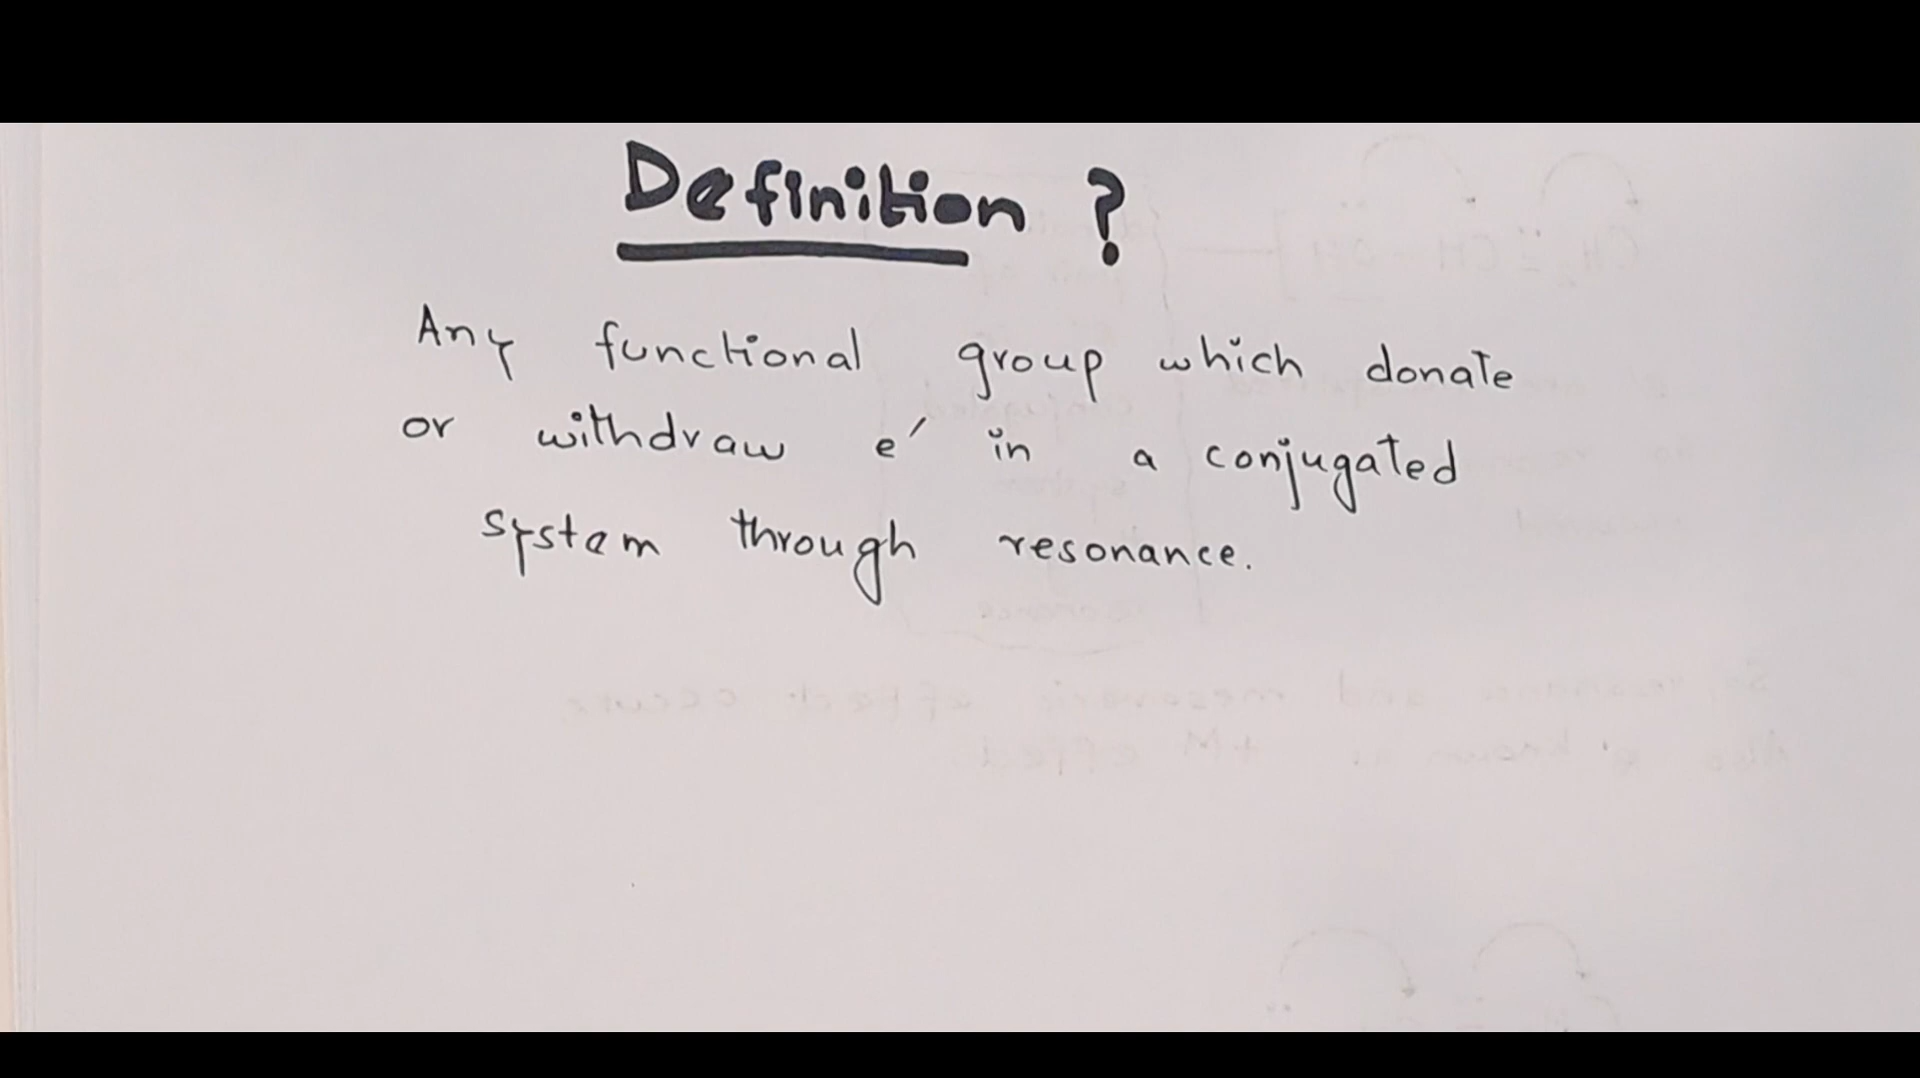 Definition ?
Any functional group which donate
or withdraw e' in a conjugated
system through resonance.